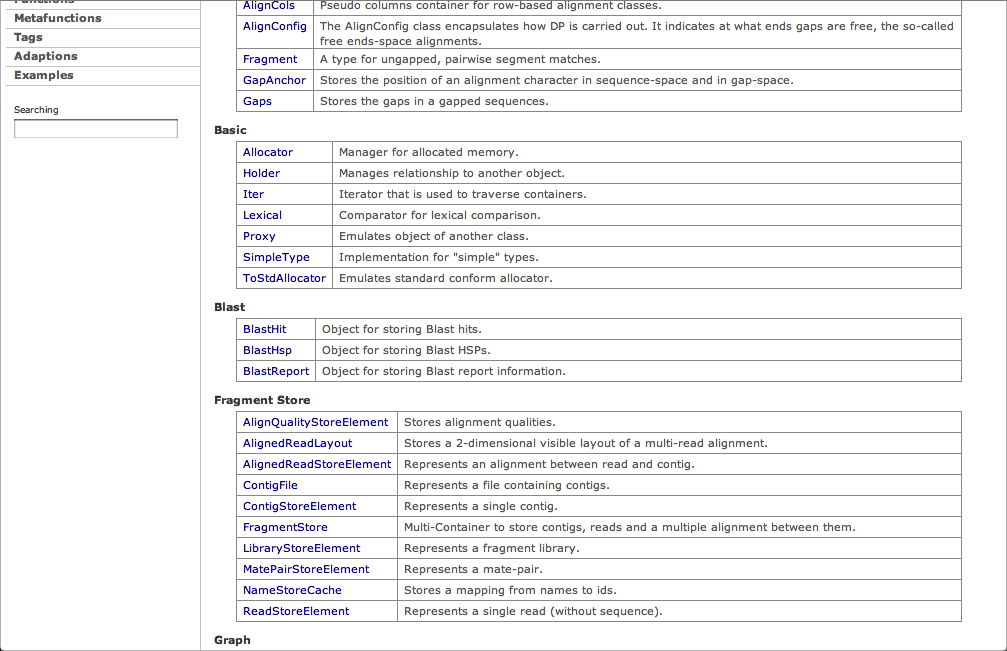 Functions
Metafunctions
Tags
Adaptions
Examples
Searching
AlignCols Pseudo columns container for row-based alignment classes.
AlignConfig The AlignConfig class encapsulates how DP is carried out. It indicates at what ends gaps are free, the so-called
free ends-space alignments.
Fragment A type for ungapped, pairwise segment matches.
GapAnchor Stores the position of an alignment character in sequence-space and in gap-space.
Gaps Stores the gaps in a gapped sequences.
Basic
Allocator Manager for allocated memory.
Holder Manages relationship to another object.
Iter Iterator that is used to traverse containers.
Lexical Comparator for lexical comparison.
Proxy Emulates object of another class.
SimpleType Implementation for "simple" types.
ToStdAllocator Emulates standard conform allocator.
Blast
BlastHit Object for storing Blast hits.
BlastHsp Object for storing Blast HSPs.
BlastReport Object for storing Blast report information.
Fragment Store
AlignQualityStoreElement Stores alignment qualities.
AlignedReadLayout Stores a 2-dimensional visible layout of a multi-read alignment.
AlignedReadStoreElement Represents an alignment between read and contig.
ContigFile Represents a file containing contigs.
ContigStoreElement Represents a single contig.
FragmentStore Multi-Container to store contigs, reads and a multiple alignment between them.
LibraryStoreElement Represents a fragment library.
MatePairStoreElement Represents a mate-pair.
NameStoreCache Stores a mapping from names to ids.
ReadStoreElement Represents a single read (without sequence).
Graph